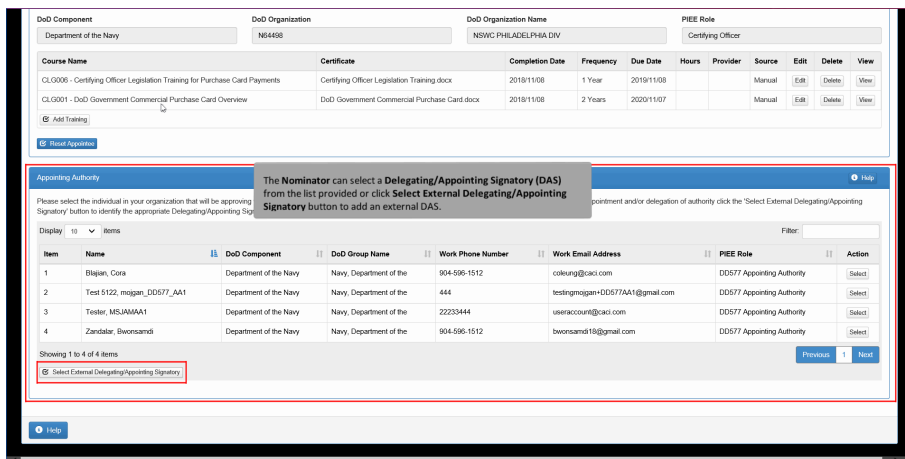 DoD Component DoD Organization DoD Organization Name PIEE Role
Department of the Navy N64498 NSWC PHILADELPHIA DIV Certifying Officer
Course Name Certificate Completion Date Frequency Due Date Hours Provider Source Edit Delete View
CLG006 - Certifying Officer Legislation Training for Purchase Card Payments Certifying Officer Legislation Training.docx 2018/11/08 1 Year 2019/11/08 Manual Edit Delete View
CLG001 - DoD Government Commercial Purchase Card Overview DoD Government Commercial Purchase Card.docx 2018/11/08 2 Years 2020/11/07 Manual Edit Delete View
Add Training
Reset Appointee
Appointing Authority Help
The Nominator can select a Delegating/Appointing Signatory (DAS)
from the list provided or click Select External Delegating/Appointing
Signatory button to add an external DAS.
Please select the individual in your organization that will be approving pointment and/or delegation of authority click the 'Select External Delegating/Appointing
Signatory' button to identify the appropriate Delegating/Appointing Sig
Display 10 items Filter:
Item Name DoD Component DoD Group Name Work Phone Number Work Email Address PIEE Role Action
1 Blajian, Cora Department of the Navy Navy, Department of the 904-596-1512 coleung@caci.com DD577 Appointing Authority Select
2 Test 5122, mojgan_DD577_AA1 Department of the Navy Navy, Department of the 444 testingmojgan+DD577AA1@gmail.com DD577 Appointing Authority Select
3 Tester, MSJAMAA1 Department of the Navy Navy, Department of the 22233444 useraccount@caci.com DD577 Appointing Authority Select
4 Zandalar, Bwonsamdi Department of the Navy Navy, Department of the 904-596-1512 bwonsamdi18@gmail.com DD577 Appointing Authority Select
Showing 1 to 4 of 4 items Previous 1 Next
Select External Delegating/Appointing Signatory
Help